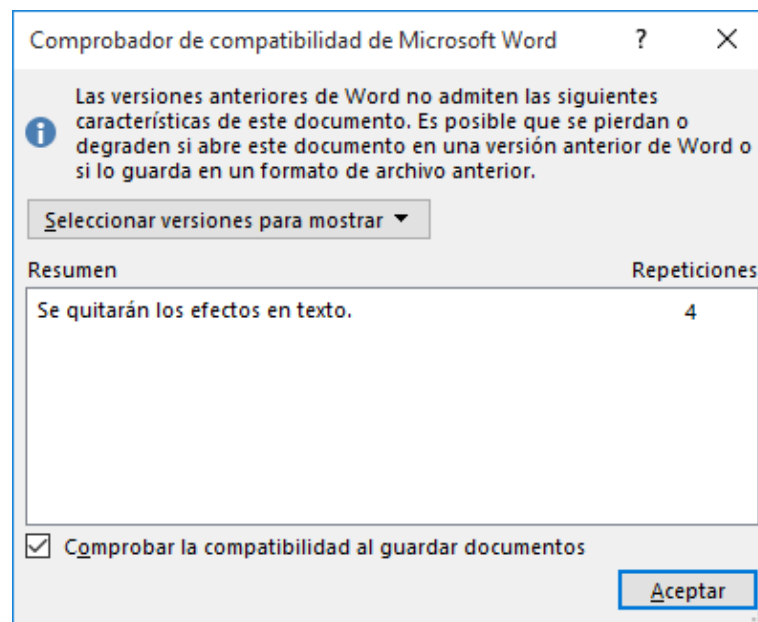 Comprobador de compatibilidad de Microsoft Word ? ×
Las versiones anteriores de Word no admiten las siguientes
características de este documento. Es posible que se pierdan o
degraden si abre este documento en una versión anterior de Word o
si lo guarda en un formato de archivo anterior.
Seleccionar versiones para mostrar
Resumen Repeticiones
Se quitarán los efectos en texto. 4
Comprobar la compatibilidad al guardar documentos
Aceptar